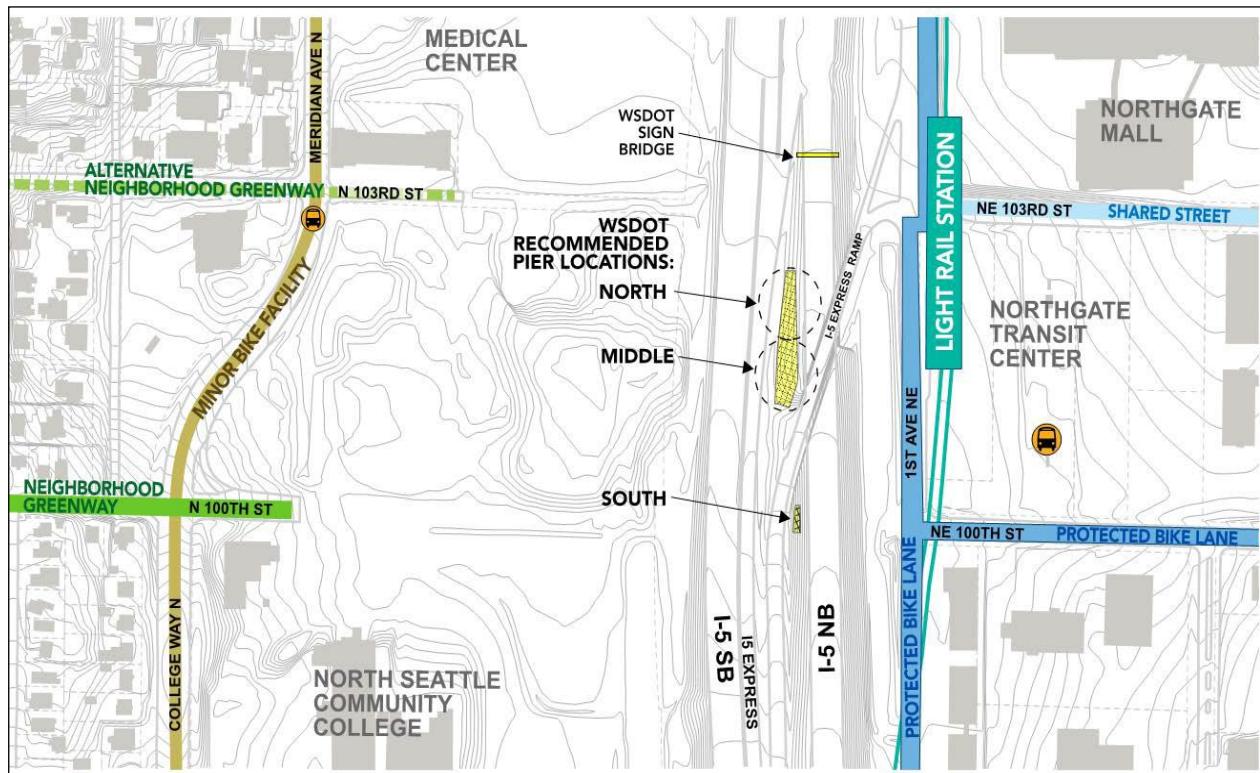 MERIDIAN AVE N
MEDICAL
CENTER
WSDOT
SIGN
BRIDGE
NORTHGATE
MALL
ALTERNATIVE
NEIGHBORHOOD GREENWAY
N 103RD ST
NE 103RD ST
SHARED STREET
WSDOT
RECOMMENDED
PIER LOCATIONS:
NORTH
MIDDLE
I-5 EXPRESS RAMP
LIGHT RAIL STATION
NORTHGATE
TRANSIT
CENTER
MINOR BIKE FACILITY
1ST AVE NE
NEIGHBORHOOD
GREENWAY
N 100TH ST
SOUTH
NE 100TH ST
PROTECTED BIKE LANE
COLLEGE WAY N
NORTH SEATTLE
COMMUNITY
COLLEGE
I-5 SB
I5 EXPRESS
I-5 NB
PROTECTED BIKE LANE